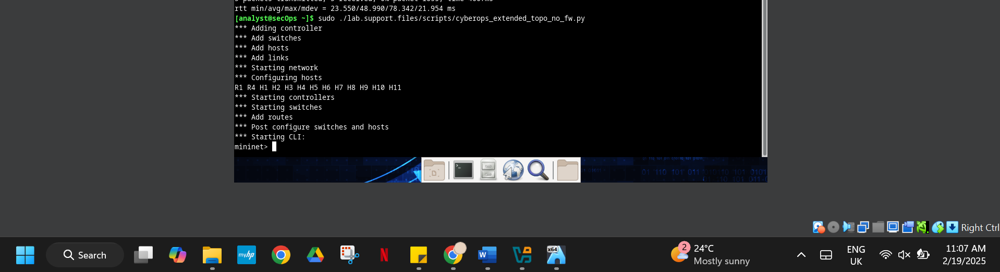 rtt min/avg/max/mdev = 23.550/48.990/78.342/21.954 ms
[analyst@secOps ~]$ sudo ./lab.support.files/scripts/cyberops_extended_topo_no_fw.py
*** Adding controller
*** Add switches
*** Add hosts
*** Add links
*** Starting network
*** Configuring hosts
R1 R4 H1 H2 H3 H4 H5 H6 H7 H8 H9 H10 H11
*** Starting controllers
*** Starting switches
*** Add routes
*** Post configure switches and hosts
*** Starting CLI:
mininet>
Right Ctrl
Search
myhp
N
W
x64
2
24°C
Mostly sunny
ENG
UK
11:07 AM
2/19/2025